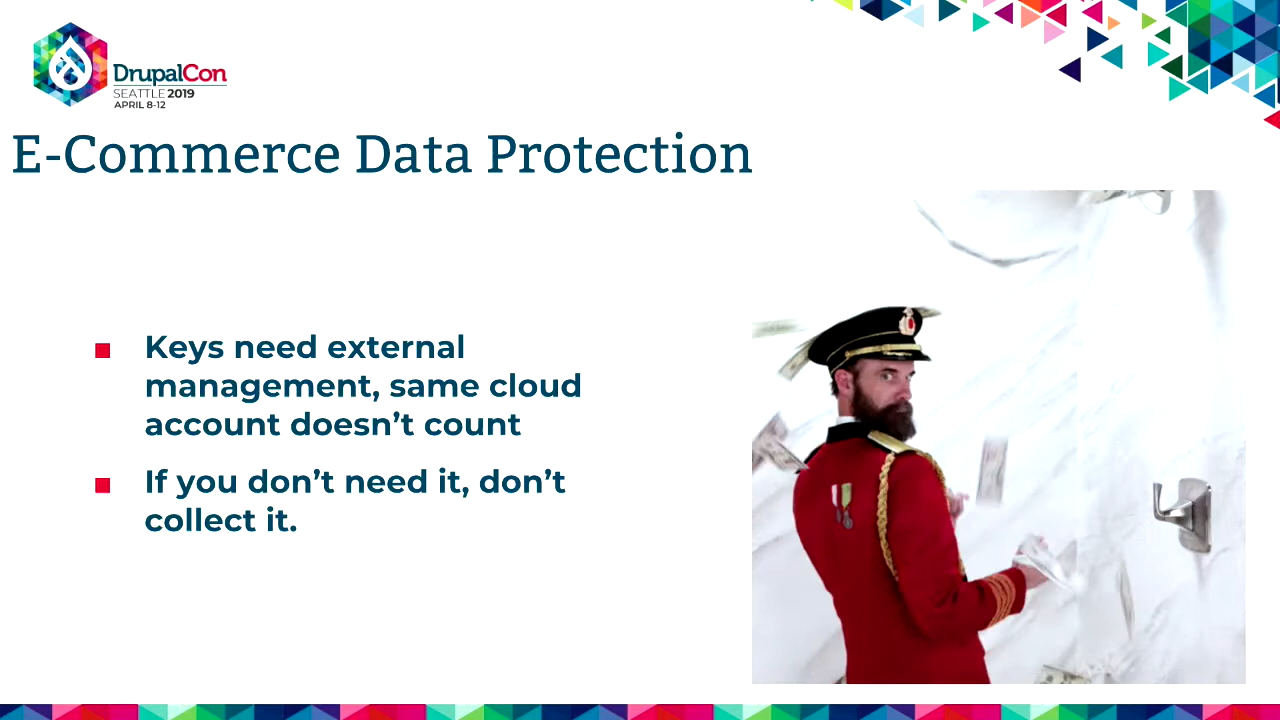 DrupalCon
SEATTLE 2019
APRIL 8-12
E-Commerce Data Protection
Keys need external
management, same cloud
account doesn’t count
If you don’t need it, don’t
collect it.